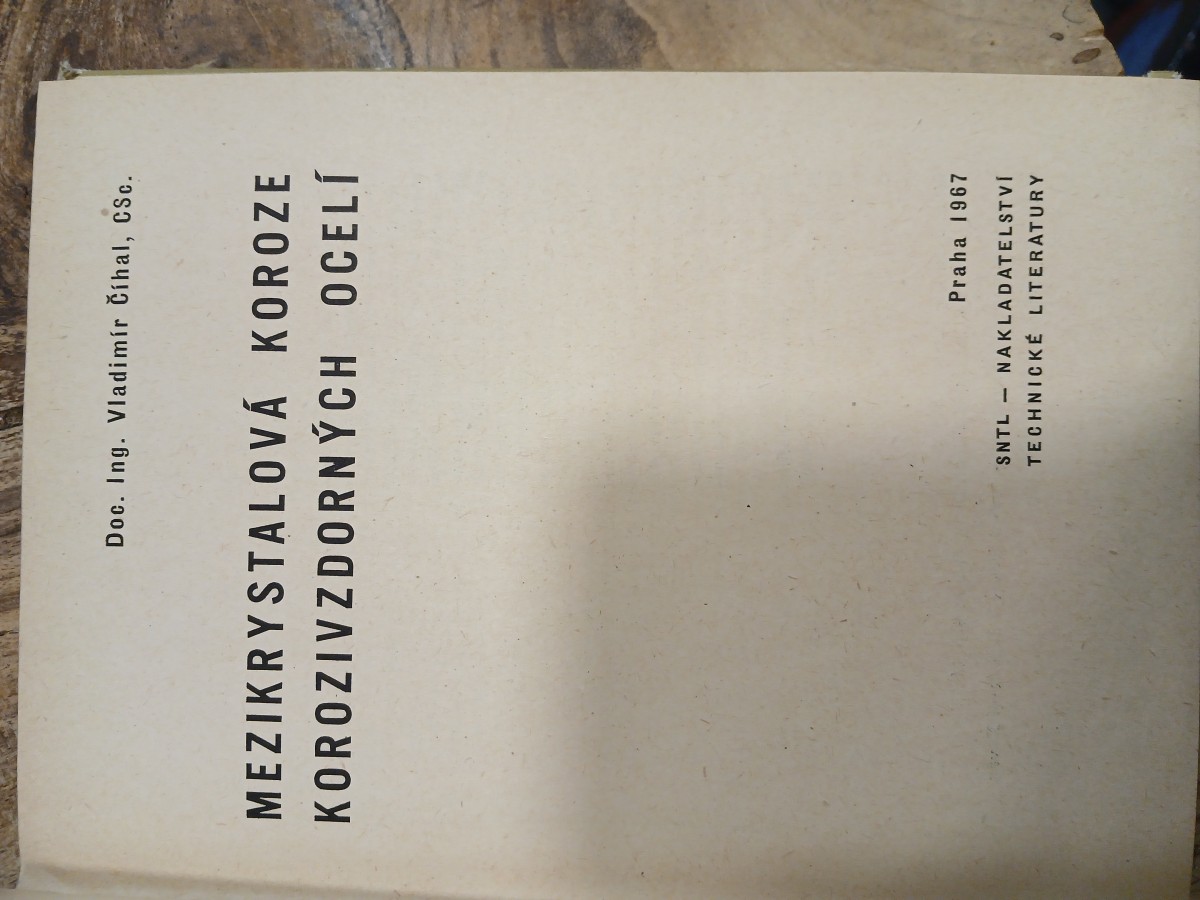 Doc. Ing. Vladimír Číhal, CSc.
MEZIKRYSTALOVÁ KOROZE
KOROZIVZDORNÝCH OCELÍ
Praha 1967
SNTL — NAKLADATELSTVÍ
TECHNICKÉ LITERATURY